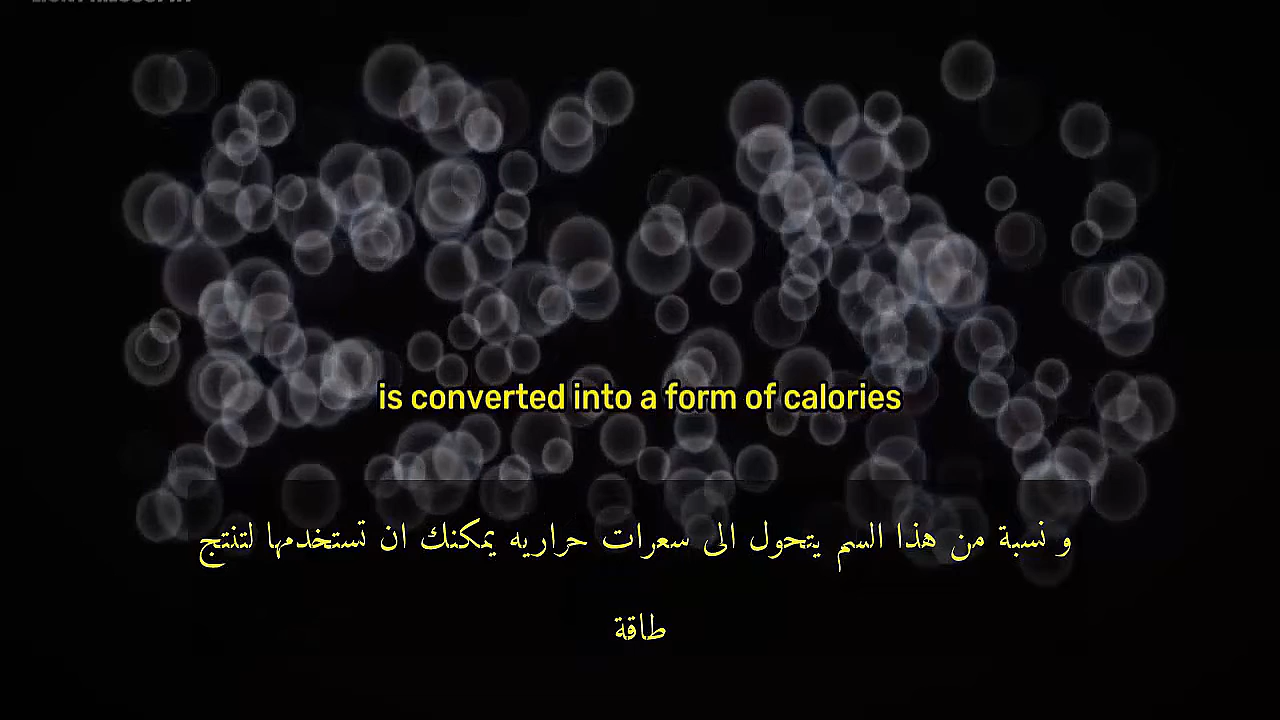 is converted into a form of calories
و نسبة من هذا السم يتحول الى سعرات حراريه يمكنك ان تستخدمها لتنتج
طاقة